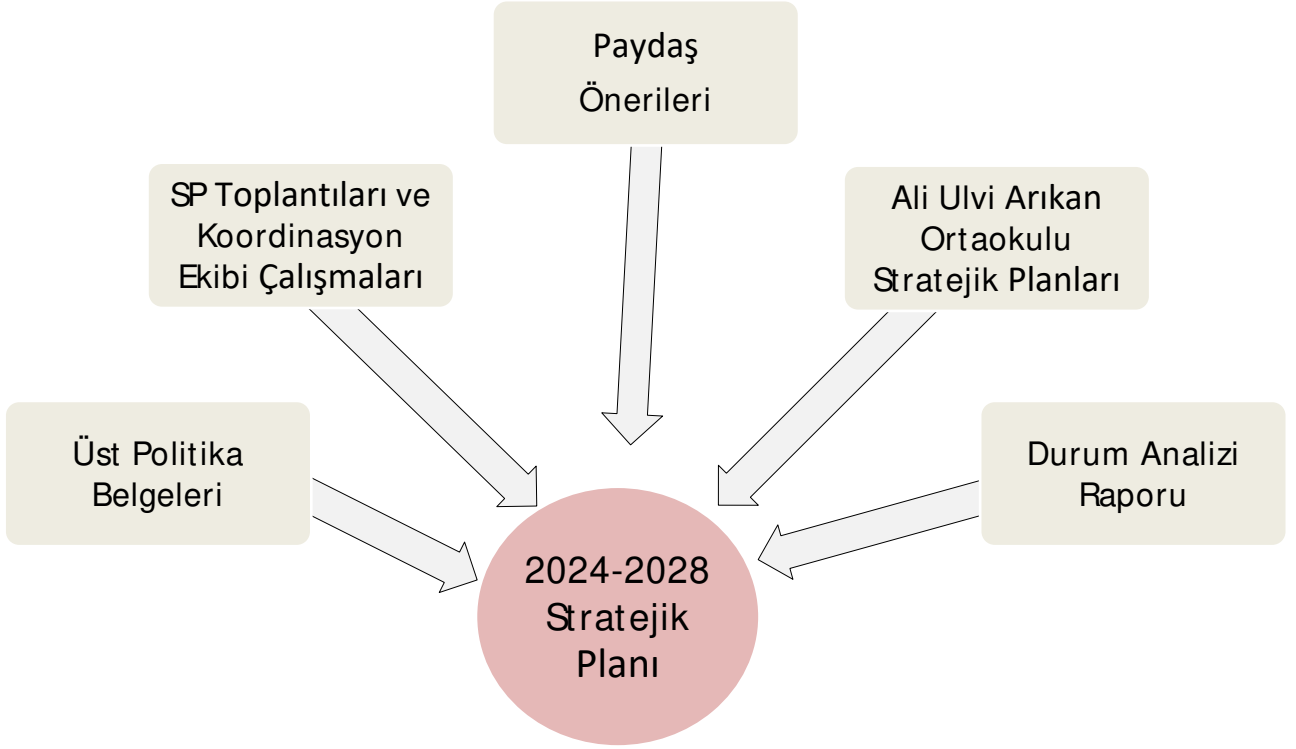 Paydaş
Önerileri
SP Toplantıları ve
Koordinasyon
Ekibi Çalışmaları
Ali Ulvi Arıkan
Ortaokulu
Stratejik Planları
Üst Politika
Belgeleri
Durum Analizi
Raporu
2024-2028
Stratejik
Planı